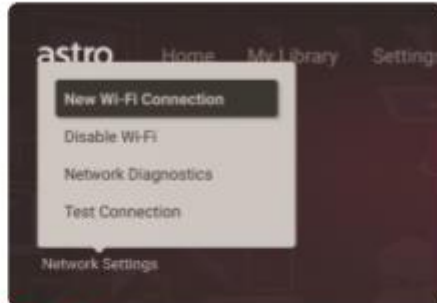 astro Home My Library Settings
New Wi-Fi Connection
Disable Wi-Fi
Network Diagnostics
Test Connection
Network Settings